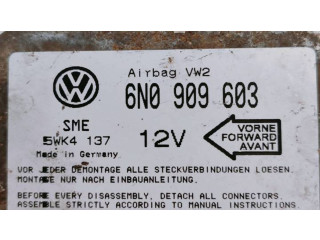 Airbag VW2
6N0 909 603
SME
5WK4 137
12V
VORNE
FORWARD
AVANT
Made in Germany
VOR JEDER DEMONTAGE ALLE STECKVERBINDUNGEN LOESEN.
MONTAGE NUR NACH EINBAUANLEITUNG.
BEFORE EVERY DISASSEMBLY, DETACH ALL CONNECTORS.
ASSEMBLE STRICTLY ACCORDING TO MANUAL INSTRUCTIONS